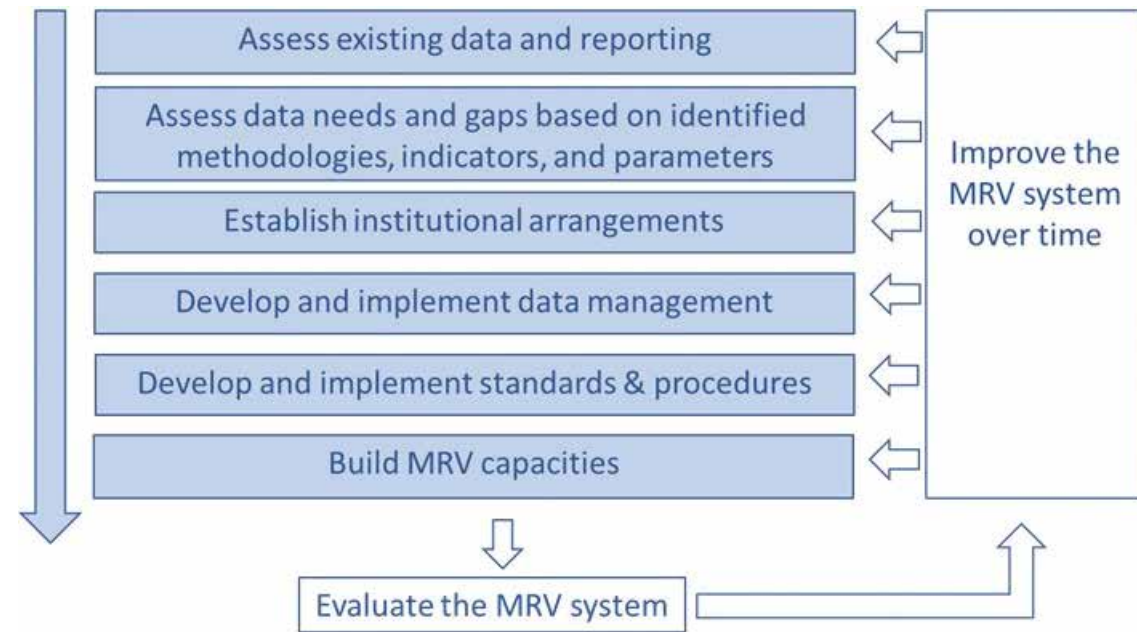 Assess existing data and reporting
Assess data needs and gaps based on identified
methodologies, indicators, and parameters
Establish institutional arrangements
Develop and implement data management
Develop and implement standards & procedures
Build MRV capacities
Improve the
MRV system
over time
Evaluate the MRV system